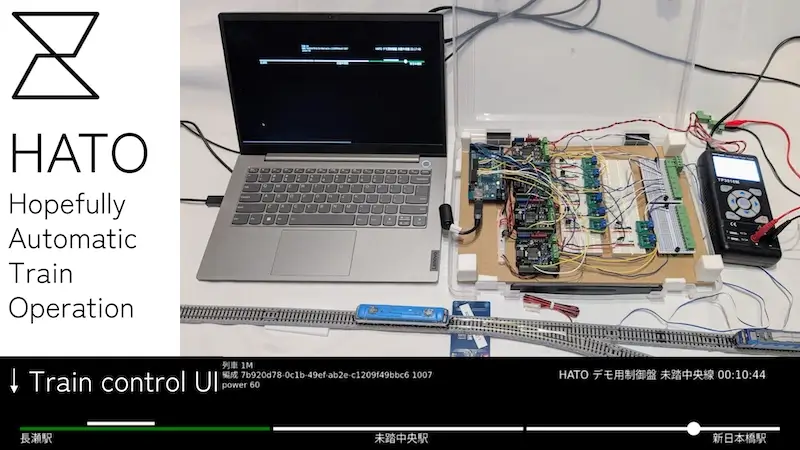 HATO
Hopefully
Automatic
Train
Operation
Lenovo
TP3016M
↓ Train control UI
列車 1M
編成 7b920d78-0c1b-49ef-ab2e-c1209f49bbc6 1007
power 60
HATO デモ用制御盤 未踏中央線 00:10:44
長瀬駅
未踏中央駅
新日本橋駅